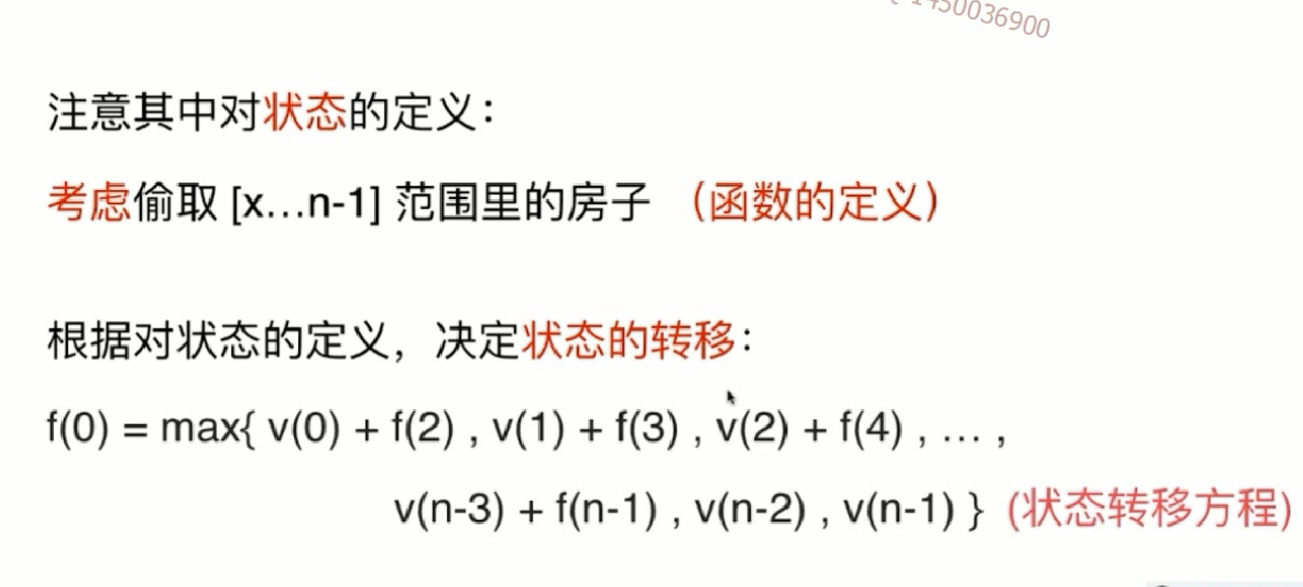 1450036900
注意其中对状态的定义：
考虑偷取 [x...n-1] 范围里的房子 （函数的定义）
根据对状态的定义，决定状态的转移：
f(0) = max{ v(0) + f(2) , v(1) + f(3) , v(2) + f(4) , ... ,
v(n-3) + f(n-1) , v(n-2) , v(n-1) } (状态转移方程)